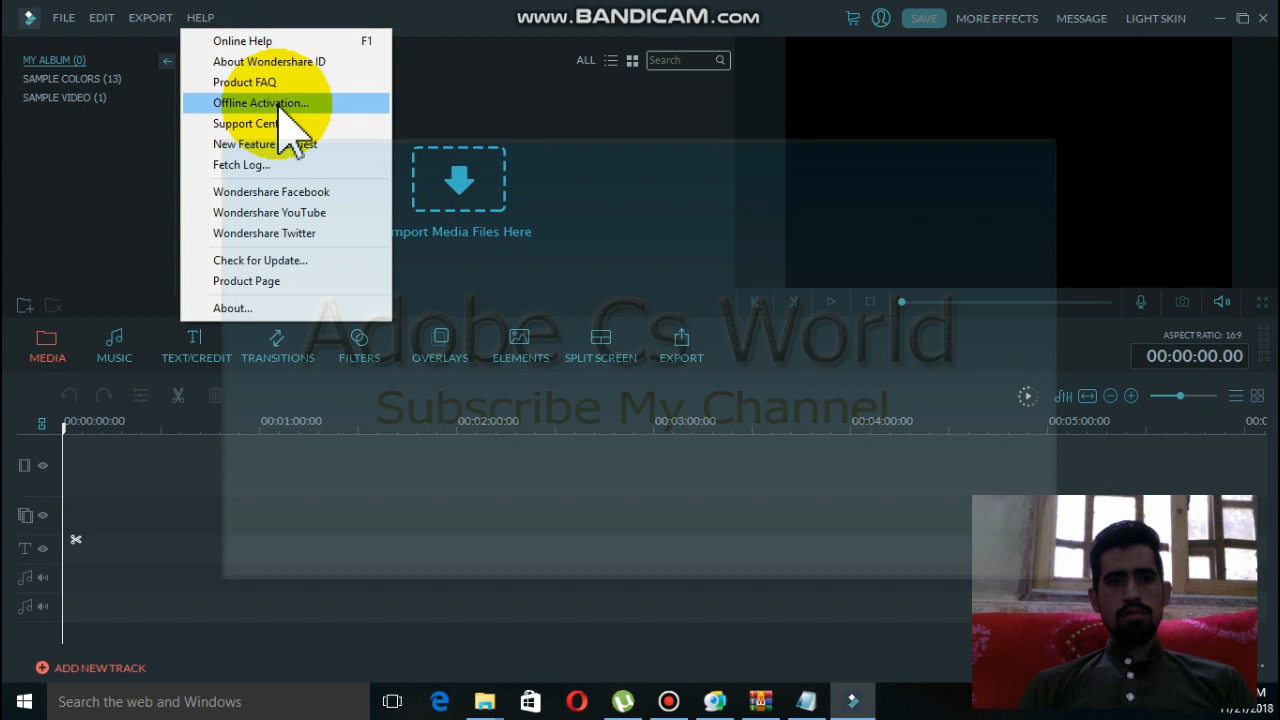 FILE EDIT EXPORT HELP
www.BANDICAM.com
SAVE MORE EFFECTS MESSAGE LIGHT SKIN
MY ALBUM (0)
SAMPLE COLORS (13)
SAMPLE VIDEO (1)
Online Help F1
About Wondershare ID
Product FAQ
Offline Activation...
Support Cent
New Feature
Fetch Log...
Wondershare Facebook
Wondershare YouTube
Wondershare Twitter
Check for Update...
Product Page
About...
ALL Search
mport Media Files Here
Adobe Cs World
Subscribe My Channel
MEDIA MUSIC TEXT/CREDIT TRANSITIONS FILTERS OVERLAYS ELEMENTS SPLIT SCREEN EXPORT
ASPECT RATIO: 16:9
00:00:00.00
00:00:00:00 00:01:00:00 00:02:00:00 00:03:00:00 00:04:00:00 00:05:00:00
ADD NEW TRACK
Search the web and Windows
11/21/2018